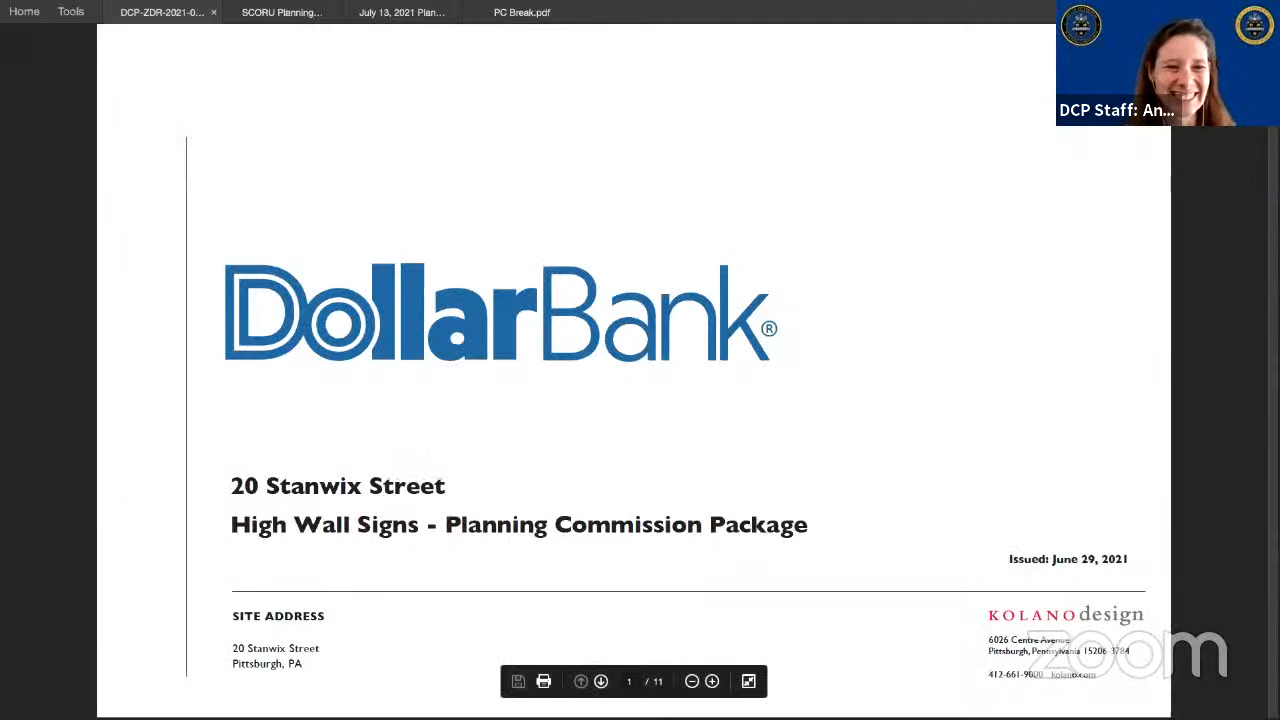 Home Tools DCP-ZDR-2021-0... × SCORU Planning... July 13, 2021 Plan... PC Break.pdf
DCP Staff: An...
DollarBank®
20 Stanwix Street
High Wall Signs - Planning Commission Package
Issued: June 29, 2021
SITE ADDRESS
20 Stanwix Street
Pittsburgh, PA
KOLANO design
6026 Centre Avenue
Pittsburgh, Pennsylvania 15206-3784
412-661-9000 kolano.com
zoom
1 / 11